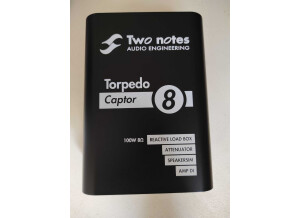 Two notes
AUDIO ENGINEERING
Torpedo
Captor
8
100W 8Ω
REACTIVE LOAD BOX
ATTENUATOR
SPEAKERSIM
AMP DI